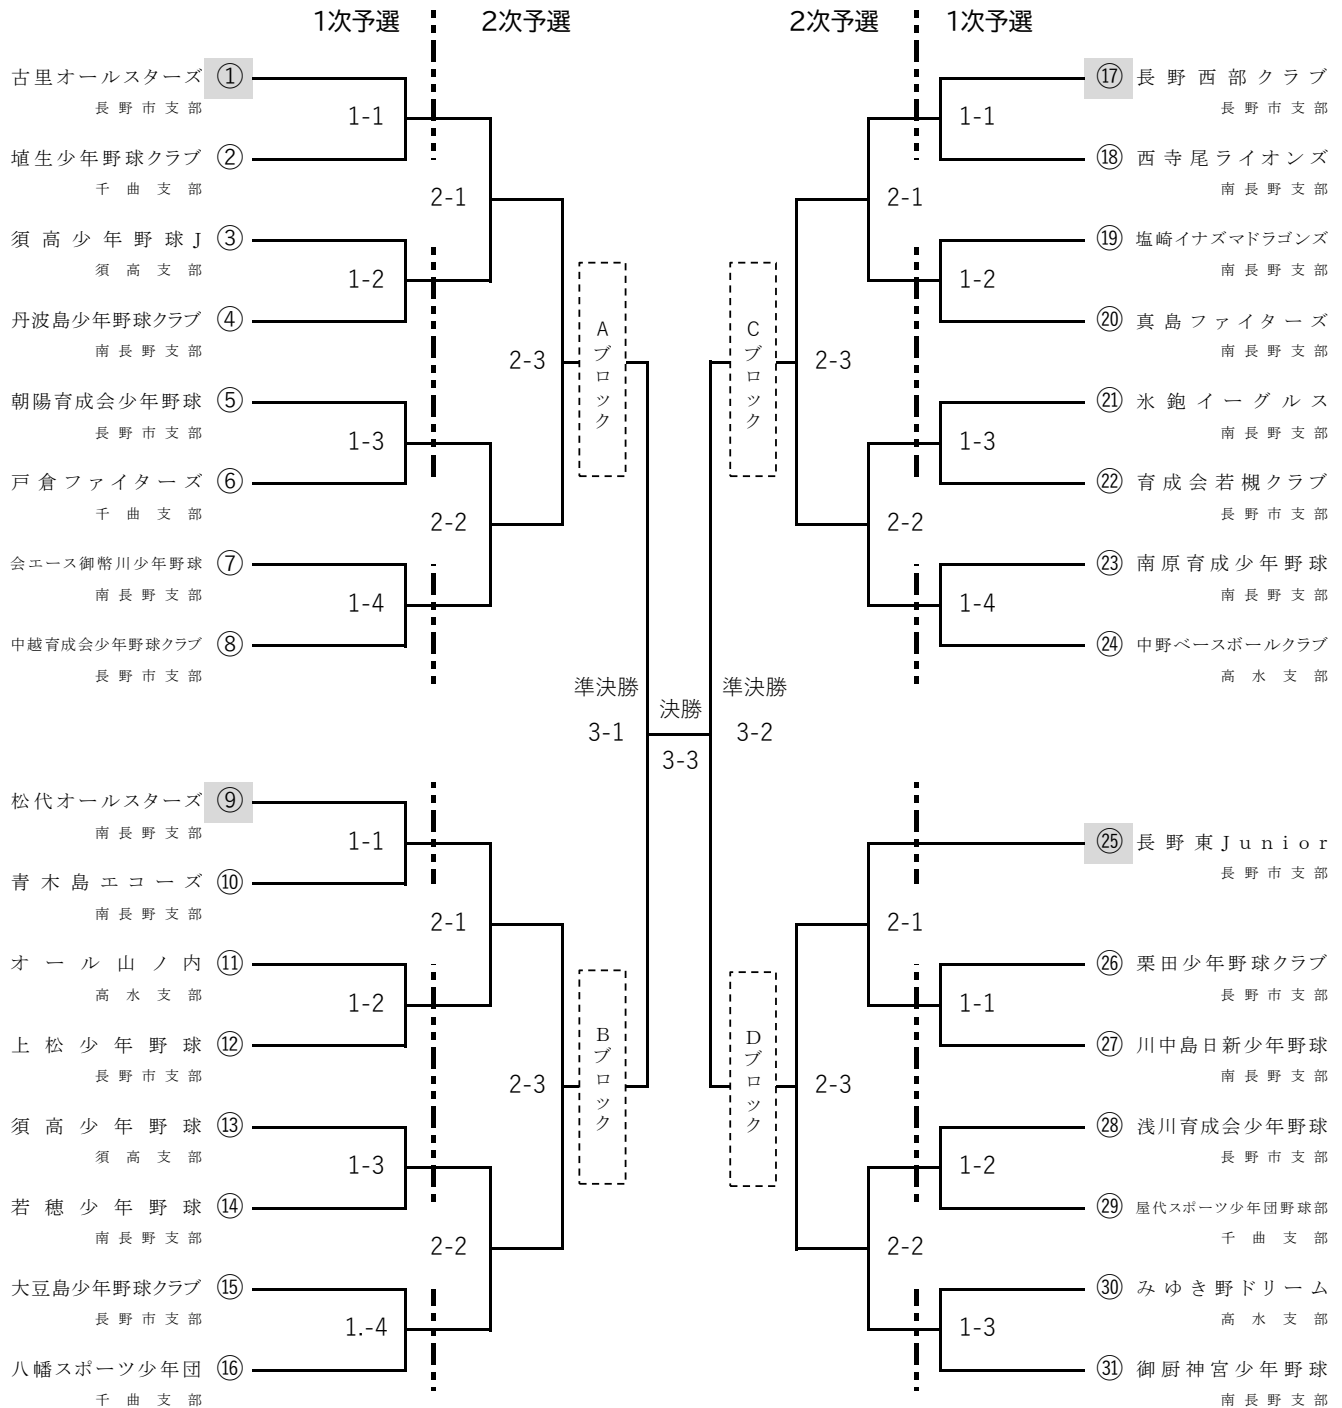 1次予選
2次予選
2次予選
1次予選
古里オールスターズ ①
長野市支部
1-1
埴生少年野球クラブ ②
千曲支部
2-1
須高少年野球J ③
須高支部
1-2
丹波島少年野球クラブ ④
南長野支部
2-3
Aブロック
朝陽育成会少年野球 ⑤
長野市支部
1-3
戸倉ファイターズ ⑥
千曲支部
2-2
会エース御幣川少年野球 ⑦
南長野支部
1-4
中越育成会少年野球クラブ ⑧
長野市支部
松代オールスターズ ⑨
南長野支部
1-1
青木島エコーズ ⑩
南長野支部
2-1
オール山ノ内 ⑪
高水支部
1-2
上松少年野球 ⑫
長野市支部
2-3
Bブロック
須高少年野球 ⑬
須高支部
1-3
若穂少年野球 ⑭
南長野支部
2-2
大豆島少年野球クラブ ⑮
長野市支部
1.-4
八幡スポーツ少年団 ⑯
千曲支部
準決勝
3-1
決勝
3-3
準決勝
3-2
⑰ 長野西部クラブ
長野市支部
1-1
⑱ 西寺尾ライオンズ
南長野支部
2-1
⑲ 塩崎イナズマドラゴンズ
南長野支部
1-2
⑳ 真島ファイターズ
南長野支部
Cブロック
2-3
㉑ 氷鉋イーグルス
南長野支部
1-3
㉒ 育成会若槻クラブ
長野市支部
2-2
㉓ 南原育成少年野球
南長野支部
1-4
㉔ 中野ベースボールクラブ
高水支部
㉕ 長野東Junior
長野市支部
2-1
㉖ 栗田少年野球クラブ
長野市支部
1-1
㉗ 川中島日新少年野球
南長野支部
Dブロック
2-3
㉘ 浅川育成会少年野球
長野市支部
1-2
㉙ 屋代スポーツ少年団野球部
千曲支部
2-2
㉚ みゆき野ドリーム
高水支部
1-3
㉛ 御厨神宮少年野球
南長野支部